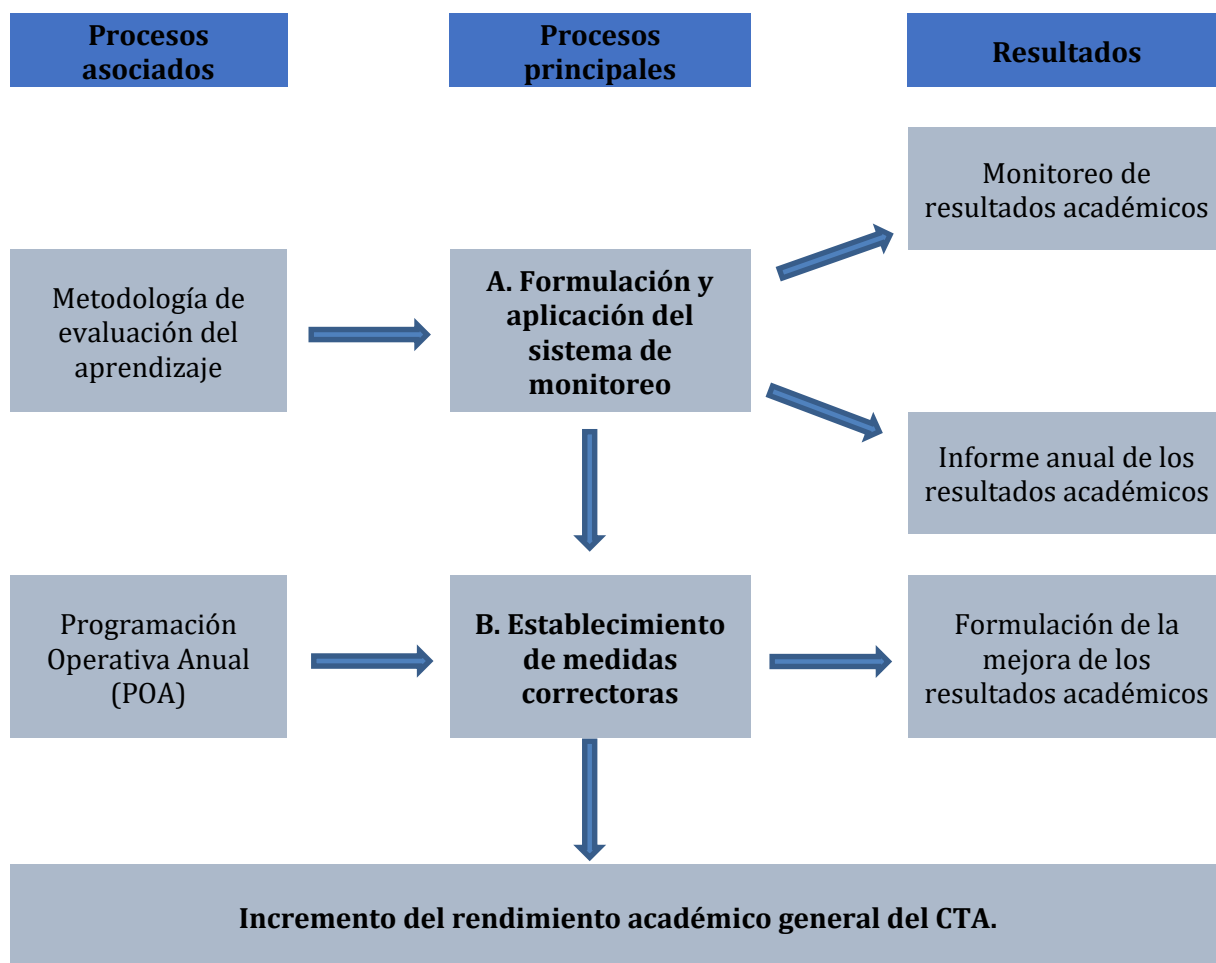 Procesos
asociados
Procesos
principales
Resultados
Monitoreo de
resultados académicos
Metodología de
evaluación del
aprendizaje
A. Formulación y
aplicación del
sistema de
monitoreo
Informe anual de los
resultados académicos
Programación
Operativa Anual
(POA)
B. Establecimiento
de medidas
correctoras
Formulación de la
mejora de los
resultados académicos
Incremento del rendimiento académico general del CTA.